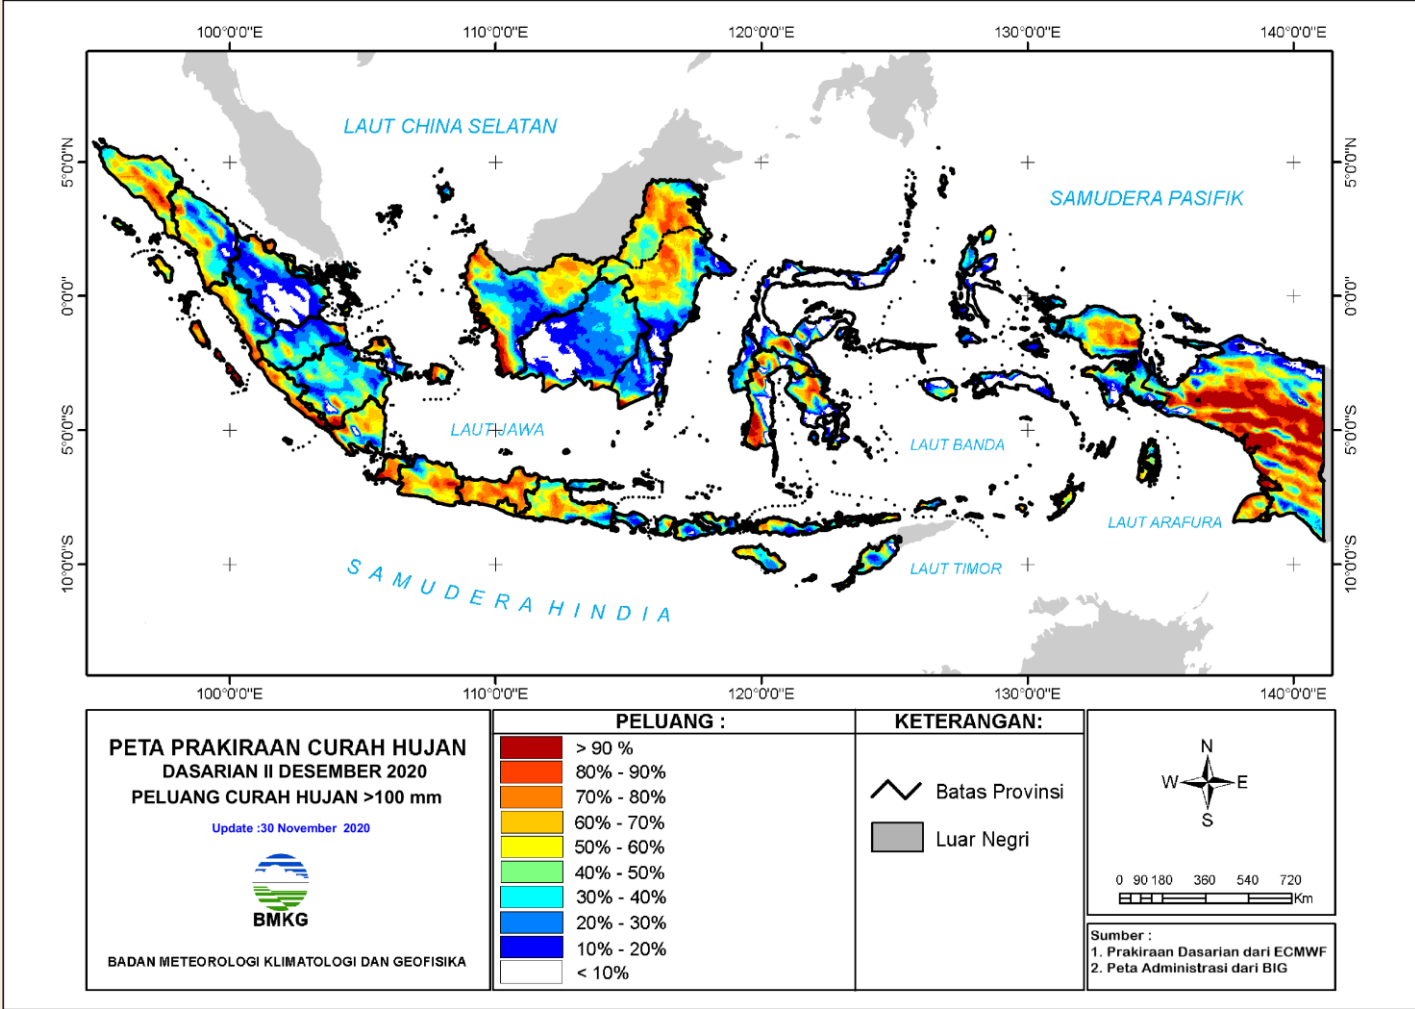 100°0'0"E 110°0'0"E 120°0'0"E 130°0'0"E 140°0'0"E
LAUT CHINA SELATAN
5°0'0"N
5°0'0"N
SAMUDERA PASIFIK
0°0'0"
0°0'0"
LAUT JAWA
5°0'0"S
5°0'0"S
LAUT BANDA
LAUT ARAFURA
10°0'0"S
10°0'0"S
LAUT TIMOR
SAMUDERA HINDIA
100°0'0"E 110°0'0"E 120°0'0"E 130°0'0"E 140°0'0"E
PETA PRAKIRAAN CURAH HUJAN
DASARIAN II DESEMBER 2020
PELUANG CURAH HUJAN >100 mm
Update :30 November 2020
BMKG
BADAN METEOROLOGI KLIMATOLOGI DAN GEOFISIKA
PELUANG :
> 90 %
80% - 90%
70% - 80%
60% - 70%
50% - 60%
40% - 50%
30% - 40%
20% - 30%
10% - 20%
< 10%
KETERANGAN:
Batas Provinsi
Luar Negri
N
W E
S
0 90 180 360 540 720
Km
Sumber :
1. Prakiraan Dasarian dari ECMWF
2. Peta Administrasi dari BIG